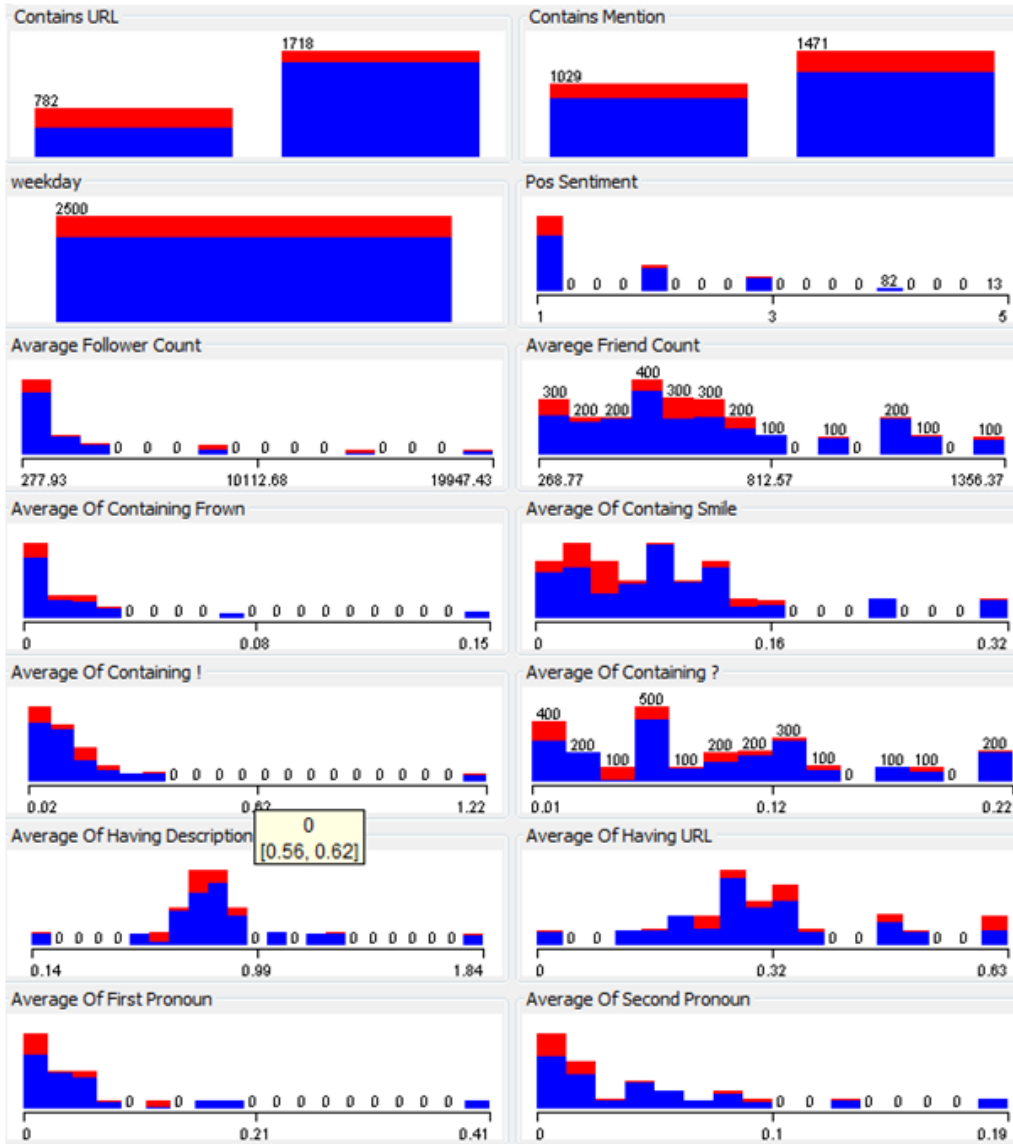 Contains URL
782
1718
Contains Mention
1029
1471
weekday
2500
Pos Sentiment
0 0 0 0 0 0 0 0 0 0 82 0 0 0 13
1 3 5
Avarage Follower Count
0 0 0 0 0 0 0 0 0 0
277.93 10112.68 19947.43
Avarege Friend Count
300 200 200 400 300 300 200 100 0 100 0 200 100 0 100
268.77 812.57 1356.37
Average Of Containing Frown
0 0 0 0 0 0 0 0 0 0 0 0 0
0 0.08 0.15
Average Of Containg Smile
0 0 0 0 0 0
0 0.16 0.32
Average Of Containing !
0 0 0 0 0 0 0 0 0 0 0 0 0
0.02 0.62 1.22
Average Of Containing ?
400 200 100 500 100 200 200 300 100 0 100 100 0 200
0.01 0.12 0.22
Average Of Having Description
0
[0.56, 0.62]
0 0 0 0 0 0 0 0 0 0 0 0
0.14 0.99 1.84
Average Of Having URL
0 0 0 0 0 0
0 0.32 0.63
Average Of First Pronoun
0 0 0 0 0 0 0 0 0 0 0
0 0.21 0.41
Average Of Second Pronoun
0 0 0 0 0 0
0 0.1 0.19